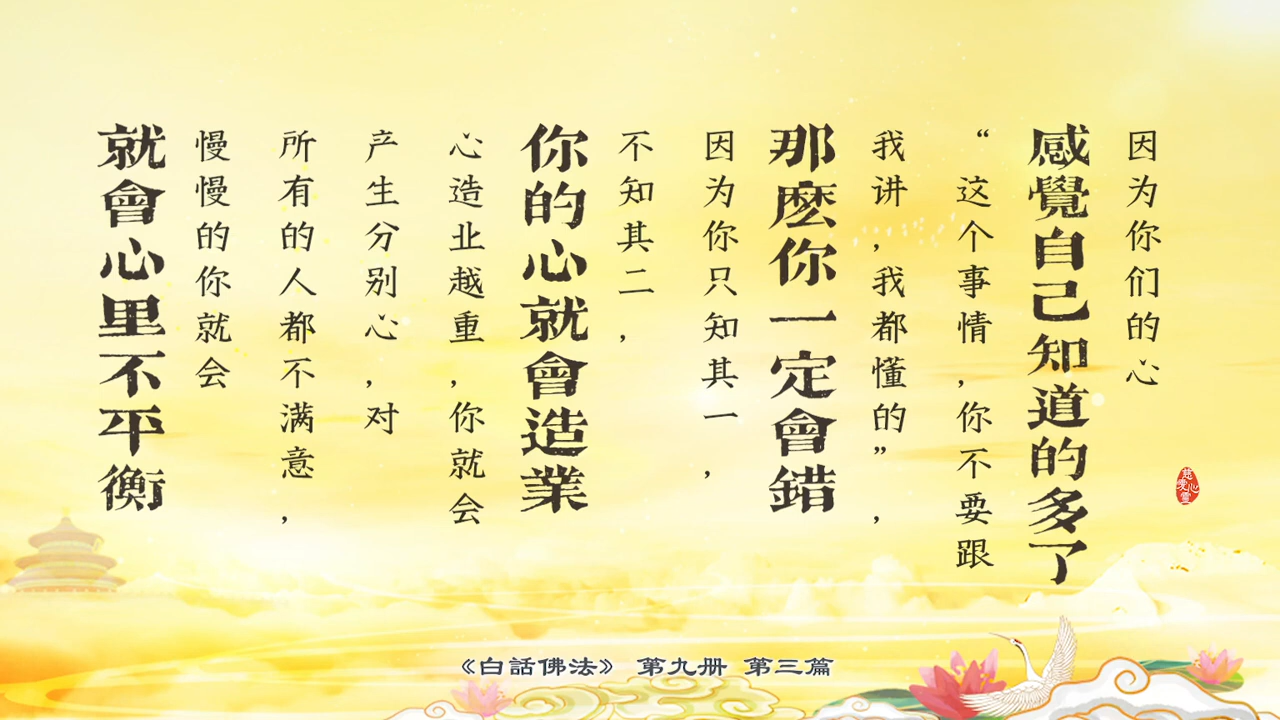 因为你们的心
感覺自己知道的多了
“这个事情,你不要跟
我讲,我都懂的”,
那麽你一定會錯
因为你只知其一,
不知其二,
你的心就會造業
心造业越重,你就会
产生分别心,对
所有的人都不满意,
慢慢的你就会
就會心里不平衡
《白話佛法》 第九册 第三篇